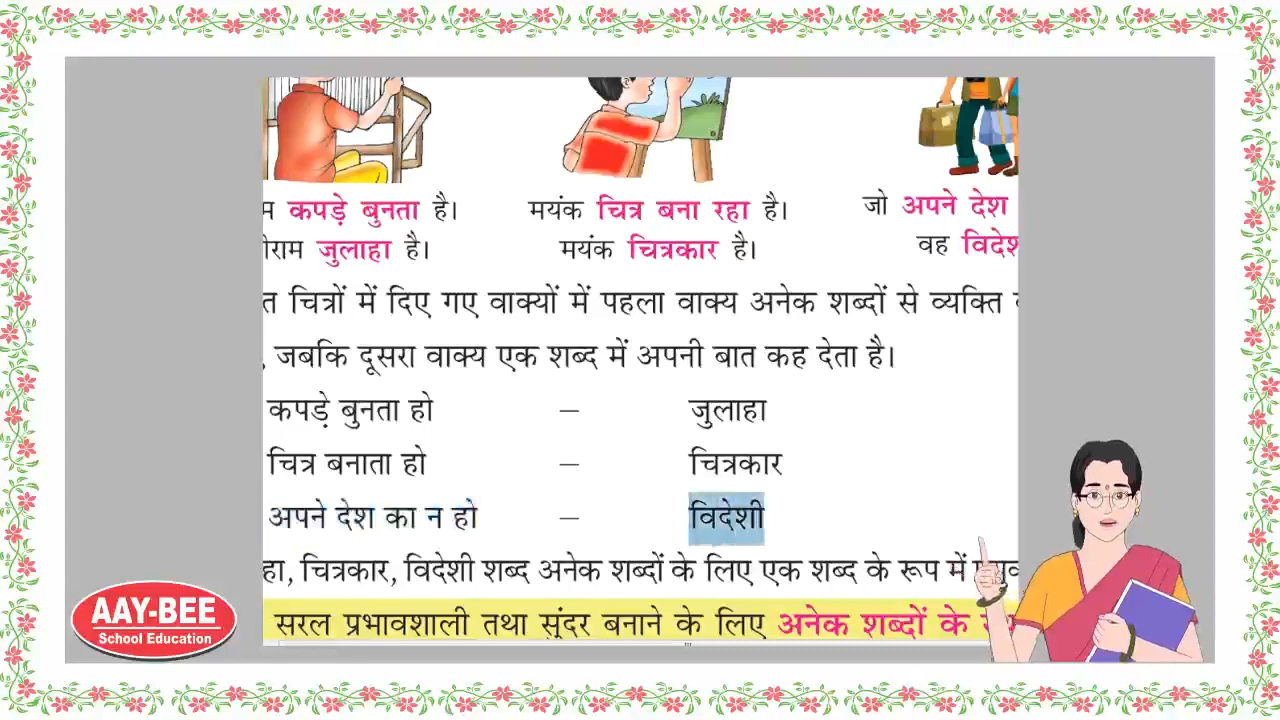 कपड़े बुनता है। मयंक चित्र बना रहा है। जो अपने देश
जुलाहा है। मयंक चित्रकार है। वह
चित्रों में दिए गए वाक्यों में पहला वाक्य अनेक शब्दों से व्यक्ति
जबकि दूसरा वाक्य एक शब्द में अपनी बात कह देता है।
कपड़े बुनता हो – जुलाहा
चित्र बनाता हो – चित्रकार
अपने देश का न हो – विदेशी
चित्रकार, विदेशी शब्द अनेक शब्दों के लिए एक शब्द के रूप में
सरल प्रभावशाली तथा सुंदर बनाने के लिए अनेक शब्दों के
AAY-BEE
School Education